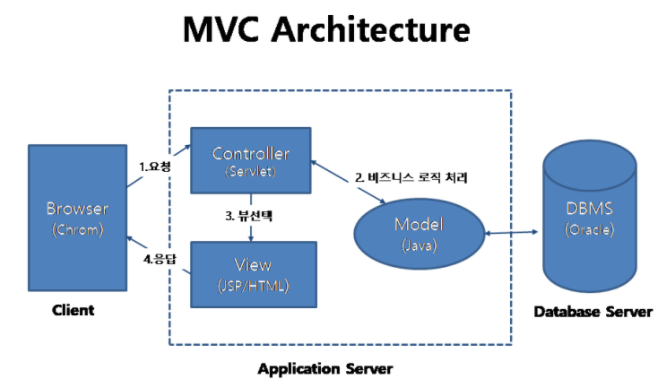 MVC Architecture
Controller
(Servlet)
1.요청
2. 비즈니스 로직 처리
Browser
(Chrom)
3. 뷰선택
Model
(Java)
DBMS
(Oracle)
4.응답
View
(JSP/HTML)
Client
Database Server
Application Server